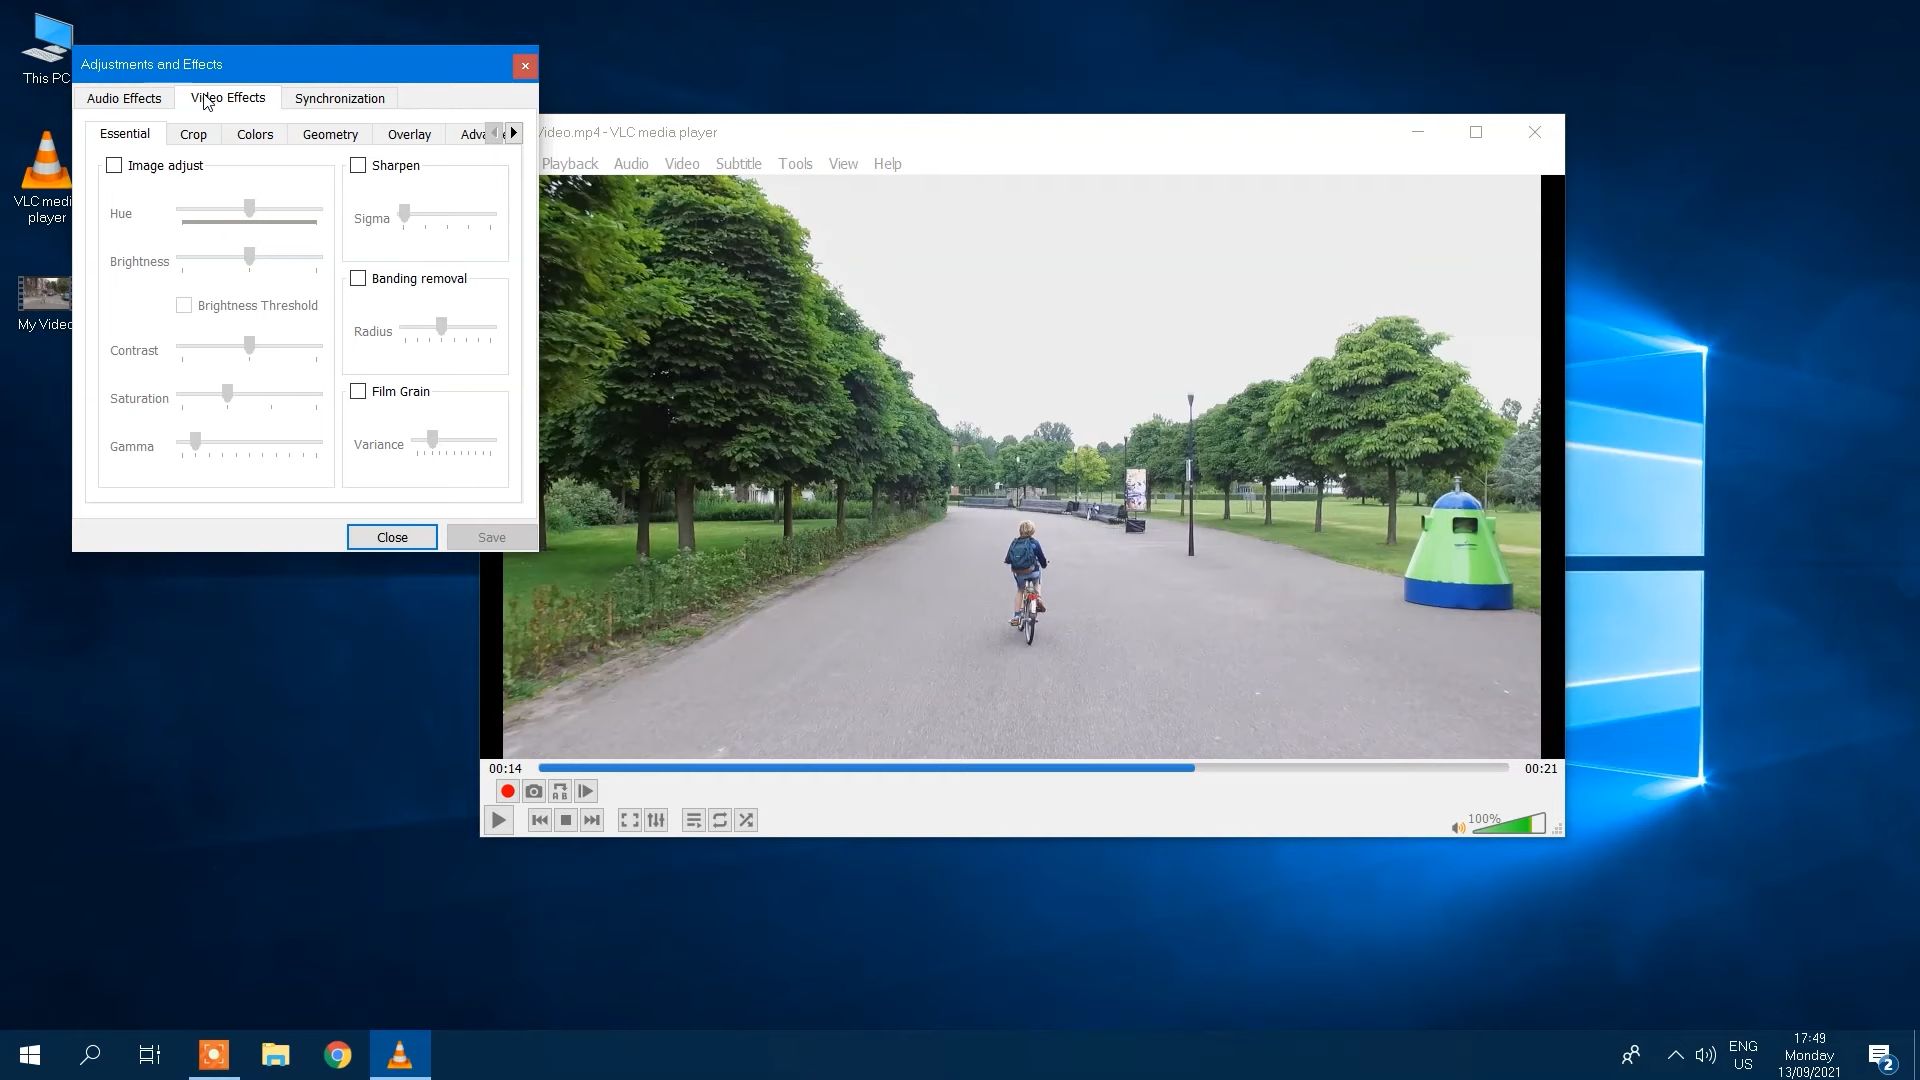 This PC
VLC medi
player
My Video
Adjustments and Effects
Audio Effects
Video Effects
Synchronization
Essential
Crop
Colors
Geometry
Overlay
Image adjust
Hue
Brightness
Brightness Threshold
Contrast
Saturation
Gamma
Sharpen
Sigma
Banding removal
Radius
Film Grain
Variance
Close
Save
Video.mp4 - VLC media player
Playback
Audio
Video
Subtitle
Tools
View
Help
00:14
00:21
A B
100%
ENG
US
17:49
Monday
13/09/2021
2